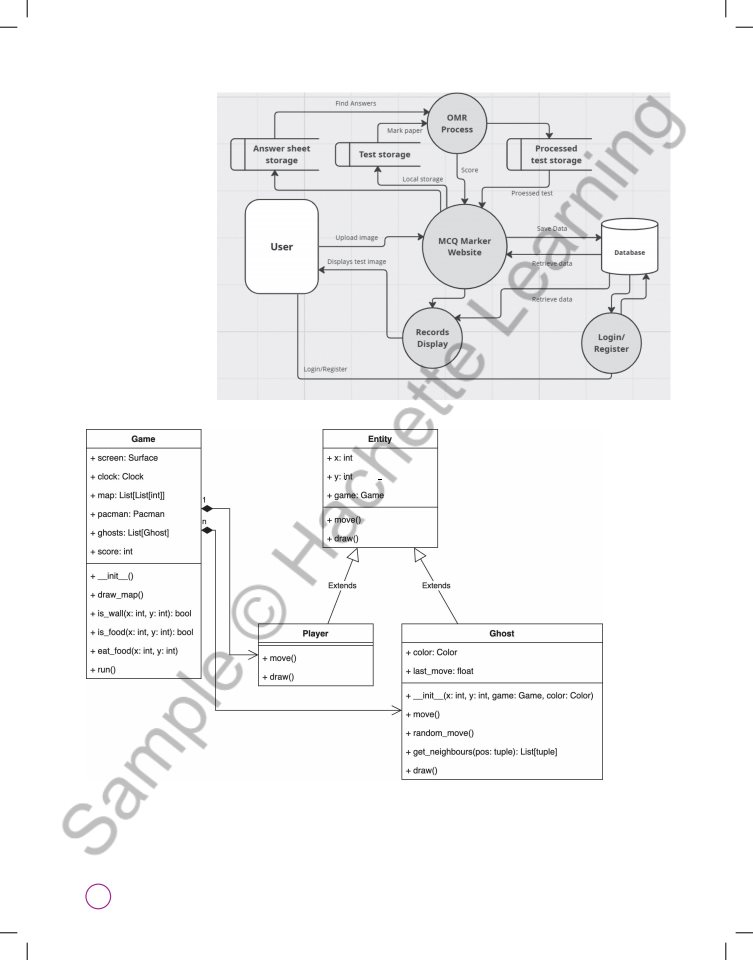 Find Answers
OMR
Process
Mark paper
Answer sheet
storage
Test storage
Processed
test storage
Score
Local storage
Proessed test
User
Upload image
MCQ Marker
Website
Save Data
Database
Displays test image
Retrieve data
Retrieve data
Records
Display
Login/
Register
Login/Register
Game
+ screen: Surface
+ clock: Clock
+ map: List[List[int]]
+ pacman: Pacman
+ ghosts: List[Ghost]
+ score: int
+ __init__()
+ draw_map()
+ is_wall(x: int, y: int): bool
+ is_food(x: int, y: int): bool
+ eat_food(x: int, y: int)
+ run()
1
n
Entity
+ x: int
+ y: int
+ game: Game
+ move()
+ draw()
Extends
Extends
Player
+ move()
+ draw()
Ghost
+ color: Color
+ last_move: float
+ __init__(x: int, y: int, game: Game, color: Color)
+ move()
+ random_move()
+ get_neighbours(pos: tuple): List[tuple]
+ draw()
Sample © Hachette Learning